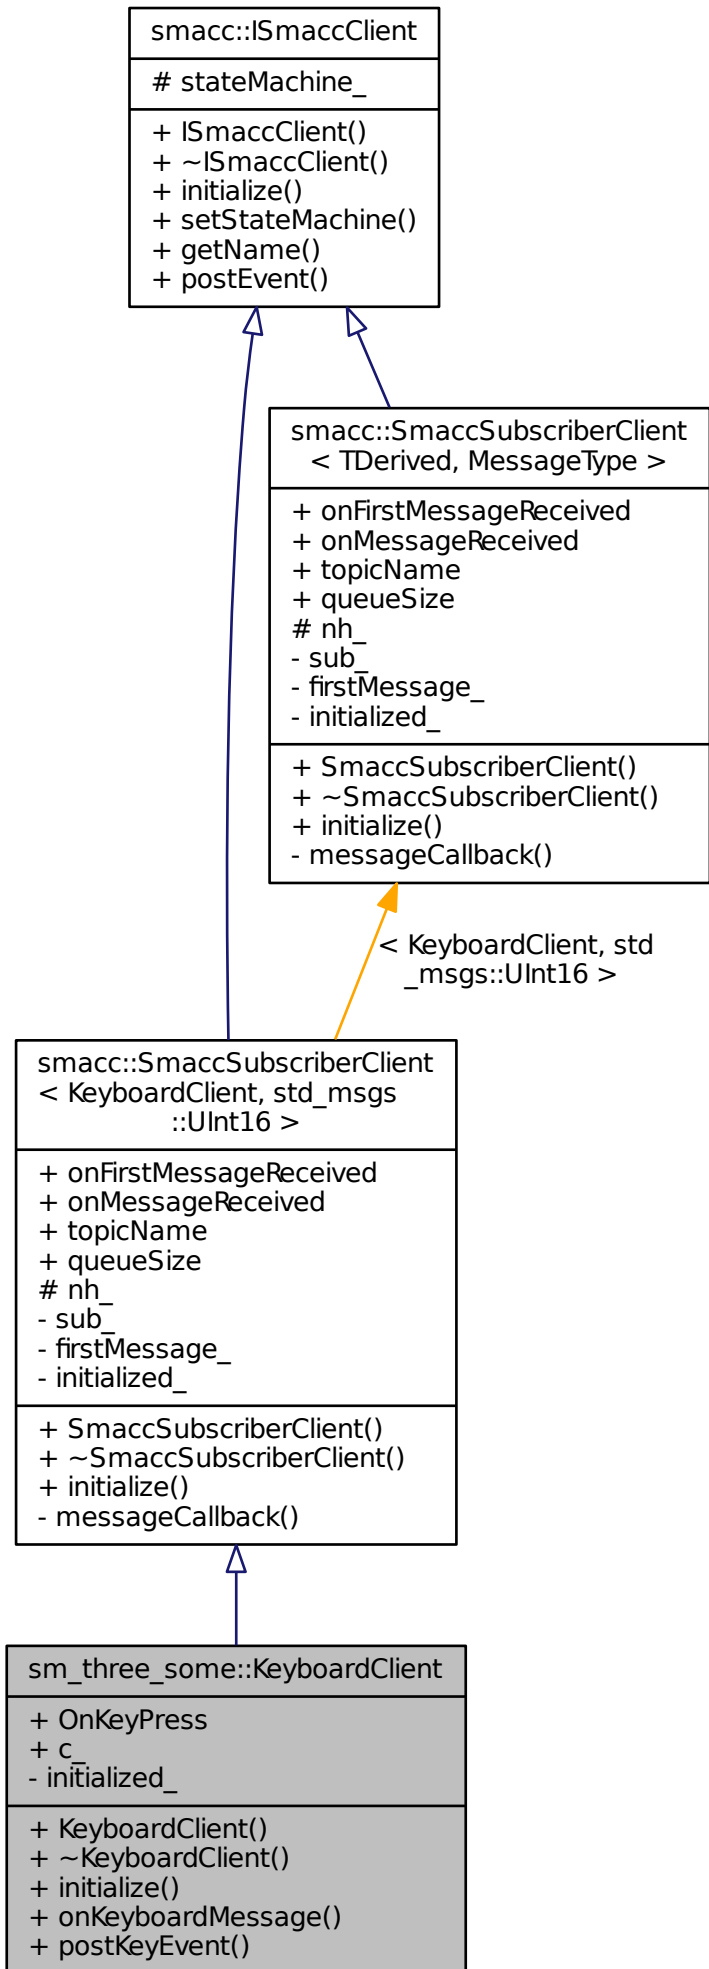 smacc::ISmaccClient
# stateMachine_
+ ISmaccClient()
+ ~ISmaccClient()
+ initialize()
+ setStateMachine()
+ getName()
+ postEvent()
smacc::SmaccSubscriberClient
< TDerived, MessageType >
+ onFirstMessageReceived
+ onMessageReceived
+ topicName
+ queueSize
# nh_
- sub_
- firstMessage_
- initialized_
+ SmaccSubscriberClient()
+ ~SmaccSubscriberClient()
+ initialize()
- messageCallback()
< KeyboardClient, std
_msgs::UInt16 >
smacc::SmaccSubscriberClient
< KeyboardClient, std_msgs
::UInt16 >
+ onFirstMessageReceived
+ onMessageReceived
+ topicName
+ queueSize
# nh_
- sub_
- firstMessage_
- initialized_
+ SmaccSubscriberClient()
+ ~SmaccSubscriberClient()
+ initialize()
- messageCallback()
sm_three_some::KeyboardClient
+ OnKeyPress
+ c_
- initialized_
+ KeyboardClient()
+ ~KeyboardClient()
+ initialize()
+ onKeyboardMessage()
+ postKeyEvent()